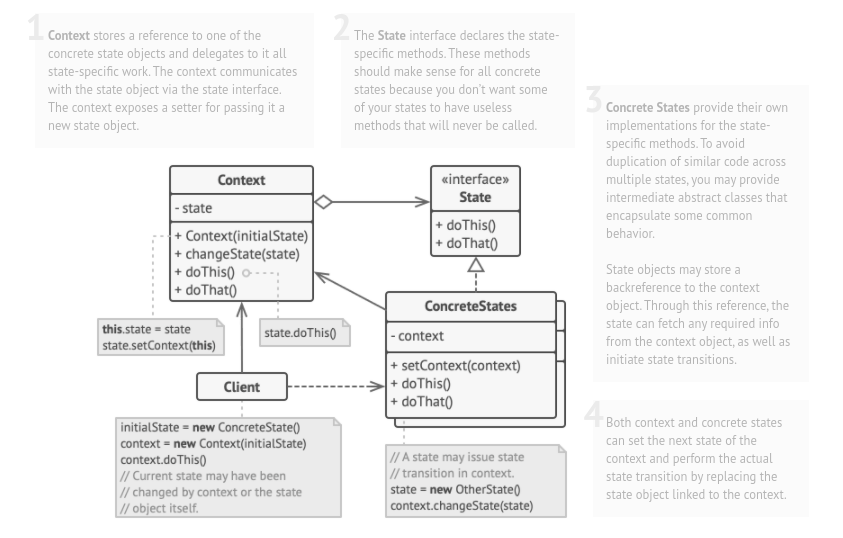 1
Context stores a reference to one of the
concrete state objects and delegates to it all
state-specific work. The context communicates
with the state object via the state interface.
The context exposes a setter for passing it a
new state object.
2
The State interface declares the state-
specific methods. These methods
should make sense for all concrete
states because you don't want some
of your states to have useless
methods that will never be called.
3
Concrete States provide their own
implementations for the state-
specific methods. To avoid
duplication of similar code across
multiple states, you may provide
intermediate abstract classes that
encapsulate some common
behavior.
State objects may store a
backreference to the context
object. Through this reference, the
state can fetch any required info
from the context object, as well as
initiate state transitions.
4
Both context and concrete states
can set the next state of the
context and perform the actual
state transition by replacing the
state object linked to the context.
Context
- state
+ Context(initialState)
+ changeState(state)
+ doThis()
+ doThat()
«interface»
State
+ doThis()
+ doThat()
this.state = state
state.setContext(this)
state.doThis()
ConcreteStates
- context
+ setContext(context)
+ doThis()
+ doThat()
Client
initialState = new ConcreteState()
context = new Context(initialState)
context.doThis()
// Current state may have been
// changed by context or the state
// object itself.
// A state may issue state
// transition in context.
state = new OtherState()
context.changeState(state)